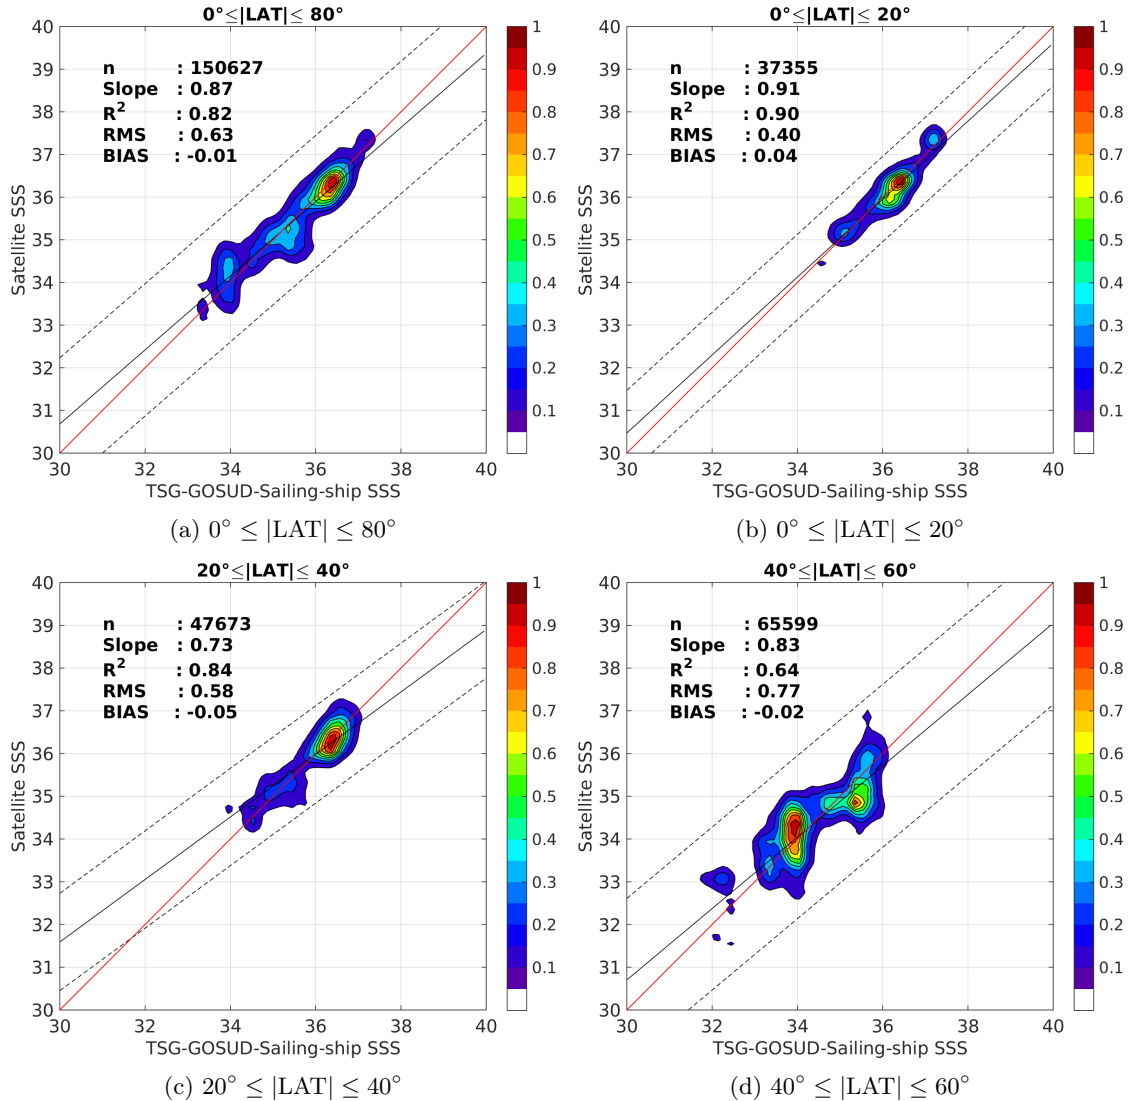 0°≤|LAT|≤ 80°
n : 150627
Slope : 0.87
R2 : 0.82
RMS : 0.63
BIAS : -0.01
40
39
38
37
36
35
34
33
32
31
30
Satellite SSS
30 32 34 36 38 40
TSG-GOSUD-Sailing-ship SSS
1
0.9
0.8
0.7
0.6
0.5
0.4
0.3
0.2
0.1
(a) 0° ≤ |LAT| ≤ 80°
0°≤|LAT|≤ 20°
n : 37355
Slope : 0.91
R2 : 0.90
RMS : 0.40
BIAS : 0.04
40
39
38
37
36
35
34
33
32
31
30
Satellite SSS
30 32 34 36 38 40
TSG-GOSUD-Sailing-ship SSS
1
0.9
0.8
0.7
0.6
0.5
0.4
0.3
0.2
0.1
(b) 0° ≤ |LAT| ≤ 20°
20°≤|LAT|≤ 40°
n : 47673
Slope : 0.73
R2 : 0.84
RMS : 0.58
BIAS : -0.05
40
39
38
37
36
35
34
33
32
31
30
Satellite SSS
30 32 34 36 38 40
TSG-GOSUD-Sailing-ship SSS
1
0.9
0.8
0.7
0.6
0.5
0.4
0.3
0.2
0.1
(c) 20° ≤ |LAT| ≤ 40°
40°≤|LAT|≤ 60°
n : 65599
Slope : 0.83
R2 : 0.64
RMS : 0.77
BIAS : -0.02
40
39
38
37
36
35
34
33
32
31
30
Satellite SSS
30 32 34 36 38 40
TSG-GOSUD-Sailing-ship SSS
1
0.9
0.8
0.7
0.6
0.5
0.4
0.3
0.2
0.1
(d) 40° ≤ |LAT| ≤ 60°